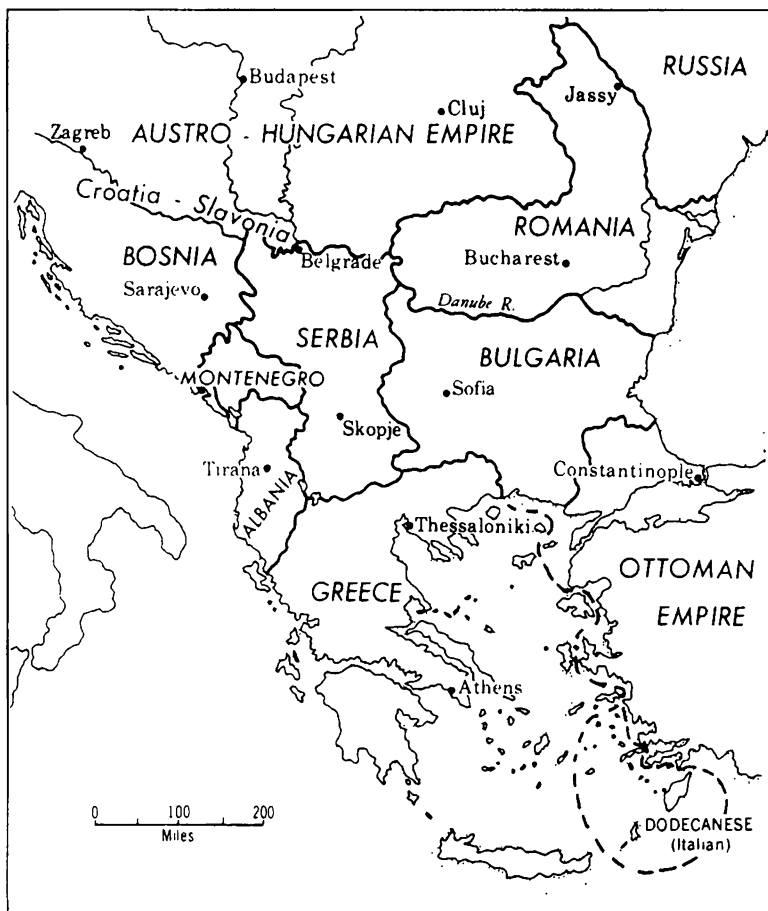 RUSSIA
Budapest
Jassy
Cluj
Zagreb
AUSTRO - HUNGARIAN EMPIRE
Croatia - Slavonia
ROMANIA
BOSNIA
Belgrade
Bucharest
Sarajevo
Danube R.
SERBIA
BULGARIA
MONTENEGRO
Sofia
Skopje
Tirana
Constantinople
ALBANIA
Thessaloniki
OTTOMAN
EMPIRE
GREECE
Athens
0 100 200
Miles
DODECANESE
(Italian)